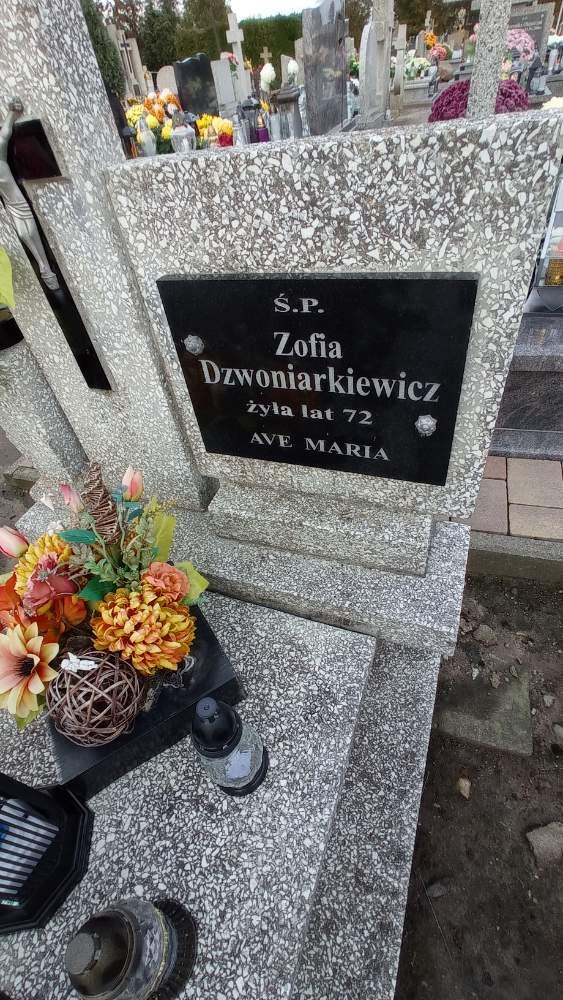 Ś.P.
Zofia
Dzwoniarkiewicz
żyła lat 72
AVE MARIA